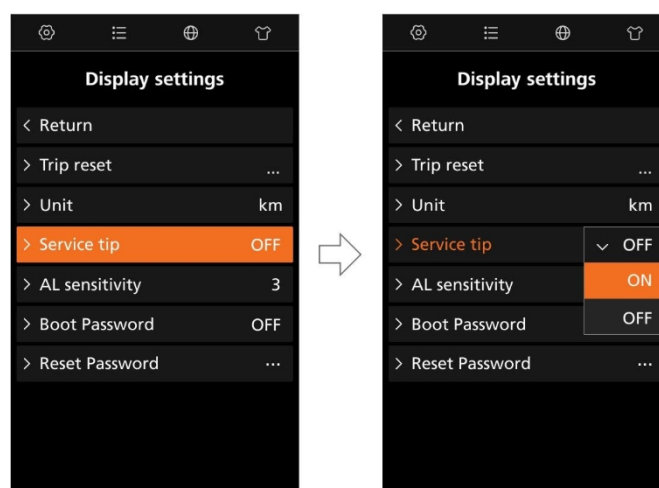 Display settings
< Return
> Trip reset ...
> Unit km
> Service tip OFF
> AL sensitivity 3
> Boot Password OFF
> Reset Password ...
Display settings
< Return
> Trip reset ...
> Unit km
> Service tip OFF
> AL sensitivity ON
> Boot Password OFF
> Reset Password ...